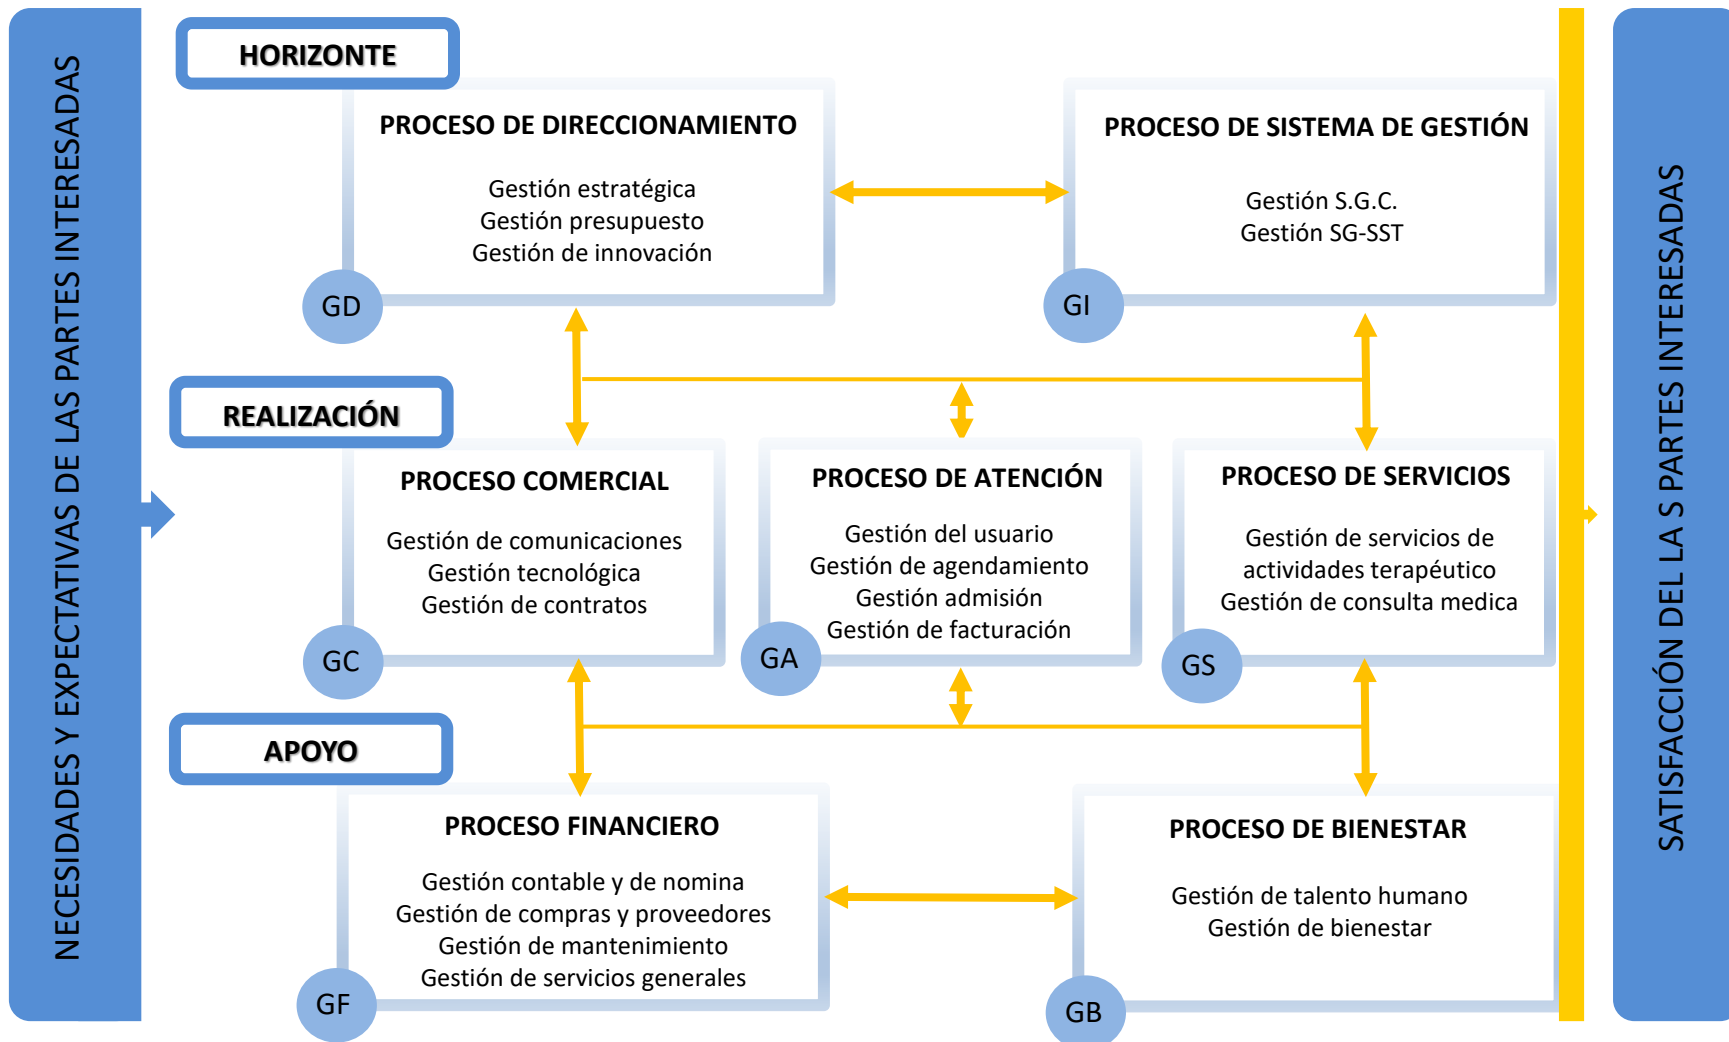 NECESIDADES Y EXPECTATIVAS DE LAS PARTES INTERESADAS
HORIZONTE
PROCESO DE DIRECCIONAMIENTO
Gestión estratégica
Gestión presupuesto
Gestión de innovación
GD
PROCESO DE SISTEMA DE GESTIÓN
Gestión S.G.C.
Gestión SG-SST
GI
REALIZACIÓN
PROCESO COMERCIAL
Gestión de comunicaciones
Gestión tecnológica
Gestión de contratos
GC
PROCESO DE ATENCIÓN
Gestión del usuario
Gestión de agendamiento
Gestión admisión
Gestión de facturación
GA
PROCESO DE SERVICIOS
Gestión de servicios de
actividades terapéutico
Gestión de consulta medica
GS
APOYO
PROCESO FINANCIERO
Gestión contable y de nomina
Gestión de compras y proveedores
Gestión de mantenimiento
Gestión de servicios generales
GF
PROCESO DE BIENESTAR
Gestión de talento humano
Gestión de bienestar
GB
SATISFACCIÓN DEL LA S PARTES INTERESADAS